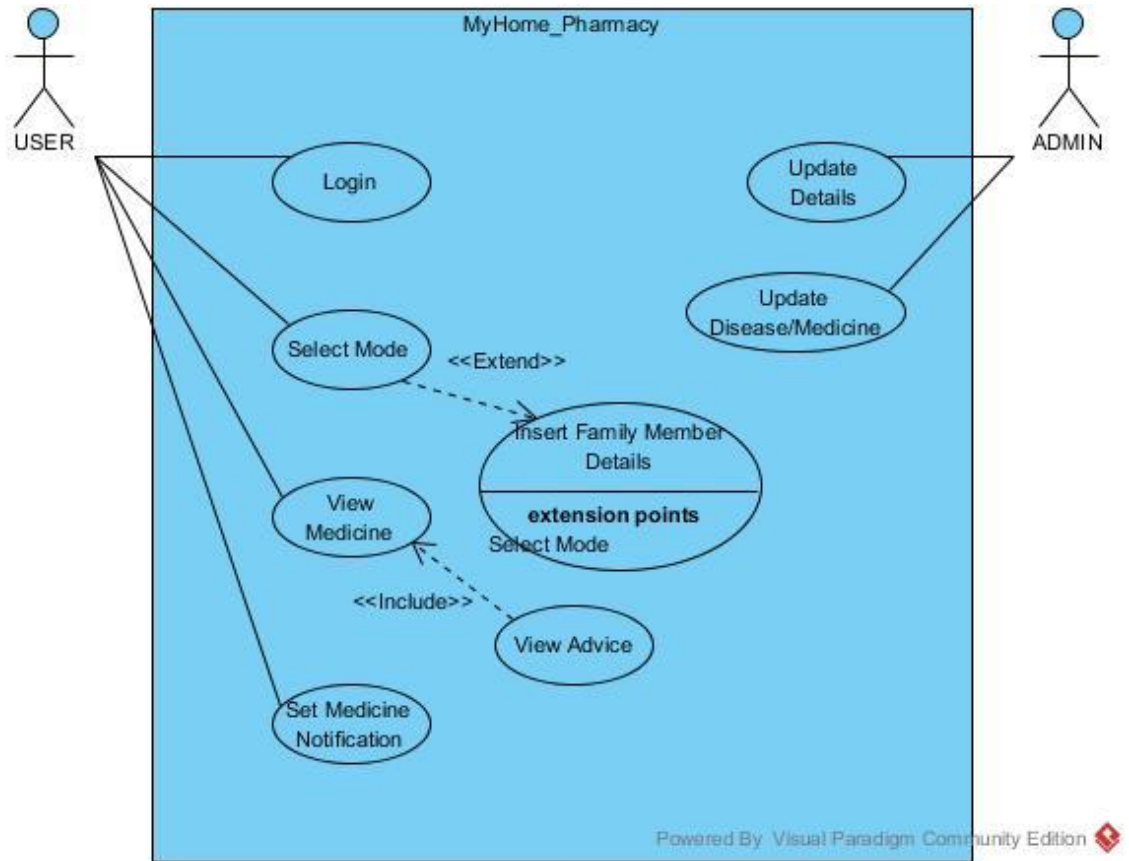 MyHome_Pharmacy
USER
ADMIN
Login
Update
Details
Update
Disease/Medicine
Select Mode
<<Extend>>
Insert Family Member
Details
extension points
Select Mode
View
Medicine
<<Include>>
View Advice
Set Medicine
Notification
Powered By Visual Paradigm Community Edition